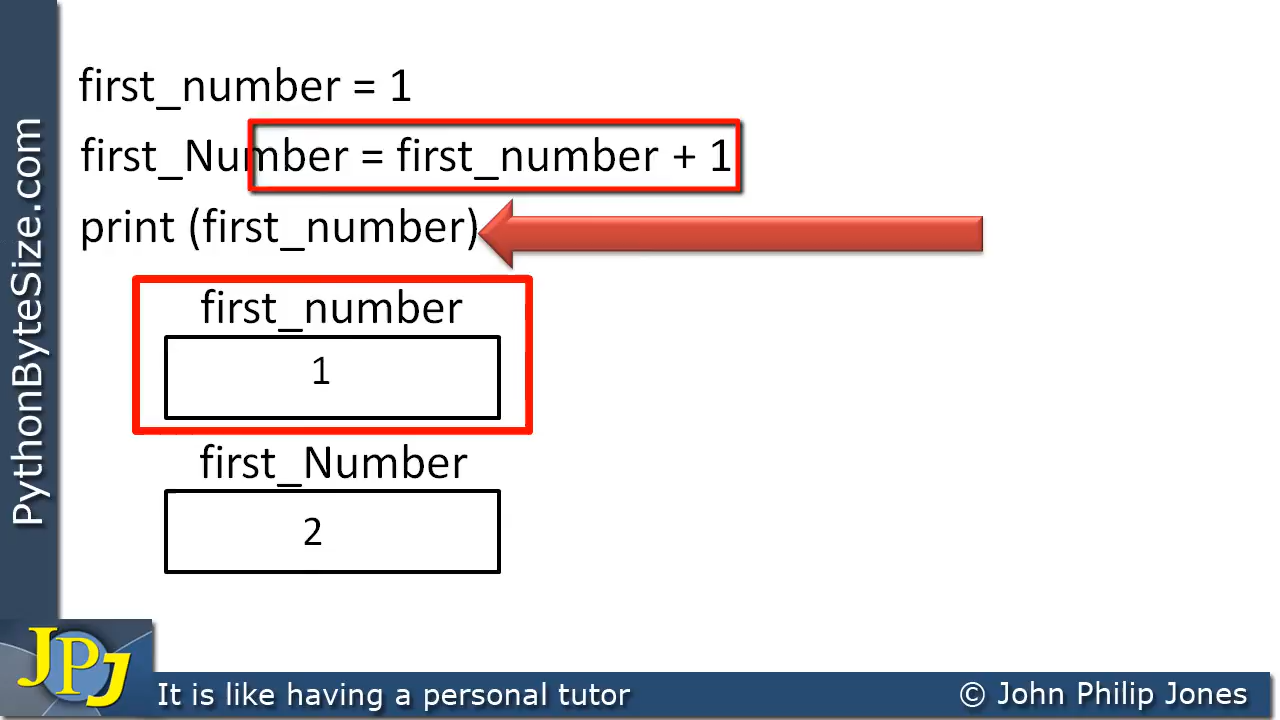 first_number = 1
first_Number = first_number + 1
print (first_number)
first_number
1
first_Number
2
PythonByteSize.com
JPJ
It is like having a personal tutor
© John Philip Jones